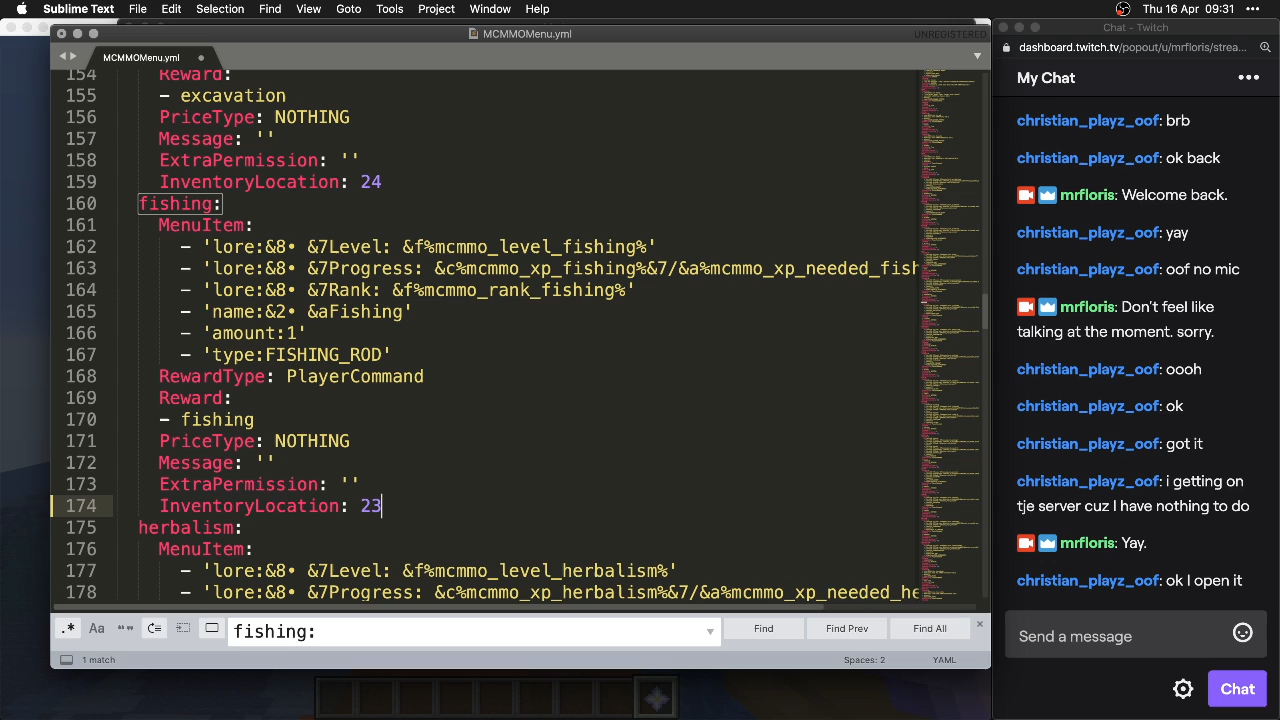 Sublime Text File Edit Selection Find View Goto Tools Project Window Help
Thu 16 Apr 09:31
MCMMOMenu.yml
UNREGISTERED
MCMMOMenu.yml
154 Reward:
155 - excavation
156 PriceType: NOTHING
157 Message: ''
158 ExtraPermission: ''
159 InventoryLocation: 24
160 fishing:
161 MenuItem:
162 - 'lore:&8• &7Level: &f%mcmmo_level_fishing%'
163 - 'lore:&8• &7Progress: &c%mcmmo_xp_fishing%&7/&a%mcmmo_xp_needed_fish
164 - 'lore:&8• &7Rank: &f%mcmmo_rank_fishing%'
165 - 'name:&2• &aFishing'
166 - 'amount:1'
167 - 'type:FISHING_ROD'
168 RewardType: PlayerCommand
169 Reward:
170 - fishing
171 PriceType: NOTHING
172 Message: ''
173 ExtraPermission: ''
174 InventoryLocation: 23
175 herbalism:
176 MenuItem:
177 - 'lore:&8• &7Level: &f%mcmmo_level_herbalism%'
178 - 'lore:&8• &7Progress: &c%mcmmo_xp_herbalism%&7/&a%mcmmo_xp_needed_he
.* Aa “” fishing: Find Find Prev Find All
1 match
Spaces: 2
YAML
Chat - Twitch
dashboard.twitch.tv/popout/u/mrfloris/strea...
My Chat
christian_playz_oof: brb
christian_playz_oof: ok back
mrfloris: Welcome back.
christian_playz_oof: yay
christian_playz_oof: ooh no mic
mrfloris: Don't feel like
talking at the moment. sorry.
christian_playz_oof: oooh
christian_playz_oof: ok
christian_playz_oof: got it
christian_playz_oof: i getting on
tje server cuz I have nothing to do
mrfloris: Yay.
christian_playz_oof: ok I open it
Send a message
Chat